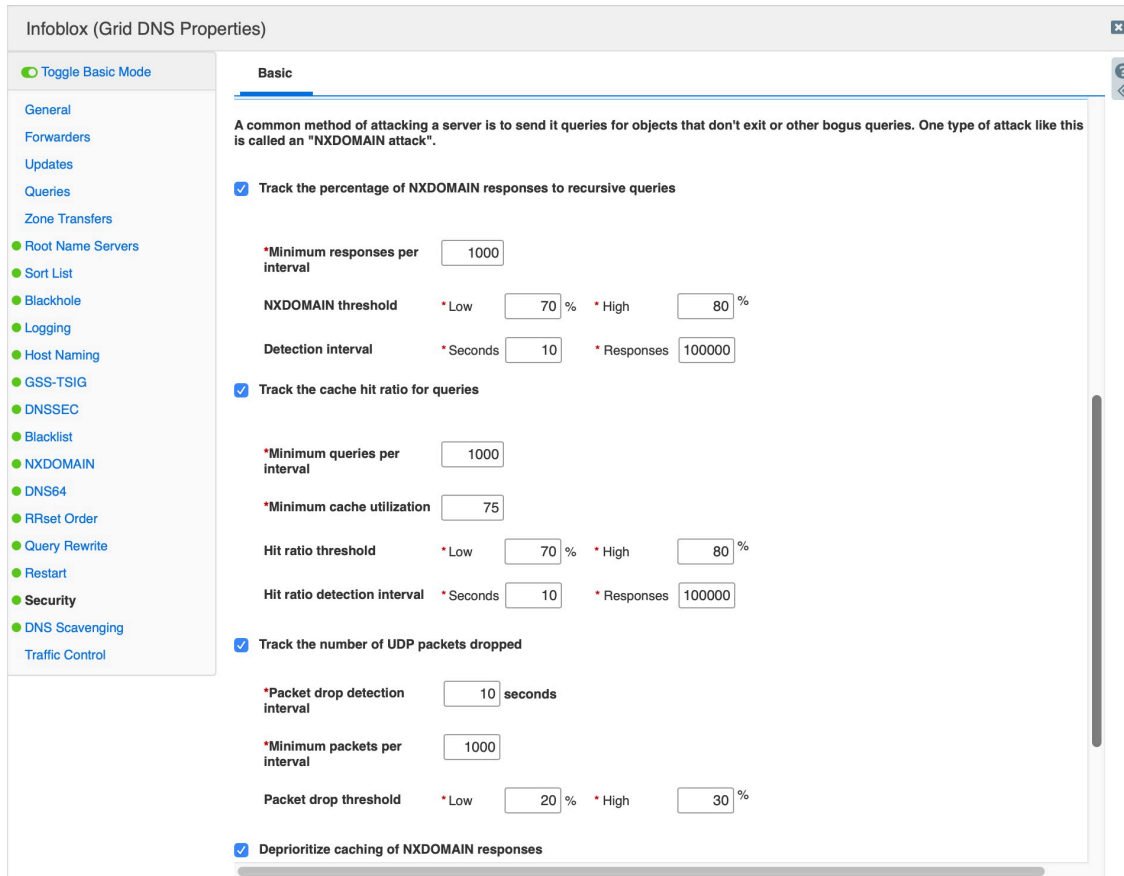 Infoblox (Grid DNS Properties)
Toggle Basic Mode
General
Forwarders
Updates
Queries
Zone Transfers
Root Name Servers
Sort List
Blackhole
Logging
Host Naming
GSS-TSIG
DNSSEC
Blacklist
NXDOMAIN
DNS64
RRset Order
Query Rewrite
Restart
Security
DNS Scavenging
Traffic Control
Basic
A common method of attacking a server is to send it queries for objects that don't exit or other bogus queries. One type of attack like this
is called an "NXDOMAIN attack".
Track the percentage of NXDOMAIN responses to recursive queries
*Minimum responses per
interval
1000
NXDOMAIN threshold * Low 70 % * High 80 %
Detection interval * Seconds 10 * Responses 100000
Track the cache hit ratio for queries
*Minimum queries per
interval
1000
*Minimum cache utilization 75
Hit ratio threshold * Low 70 % * High 80 %
Hit ratio detection interval * Seconds 10 * Responses 100000
Track the number of UDP packets dropped
*Packet drop detection
interval
10 seconds
*Minimum packets per
interval
1000
Packet drop threshold * Low 20 % * High 30 %
Deprioritize caching of NXDOMAIN responses